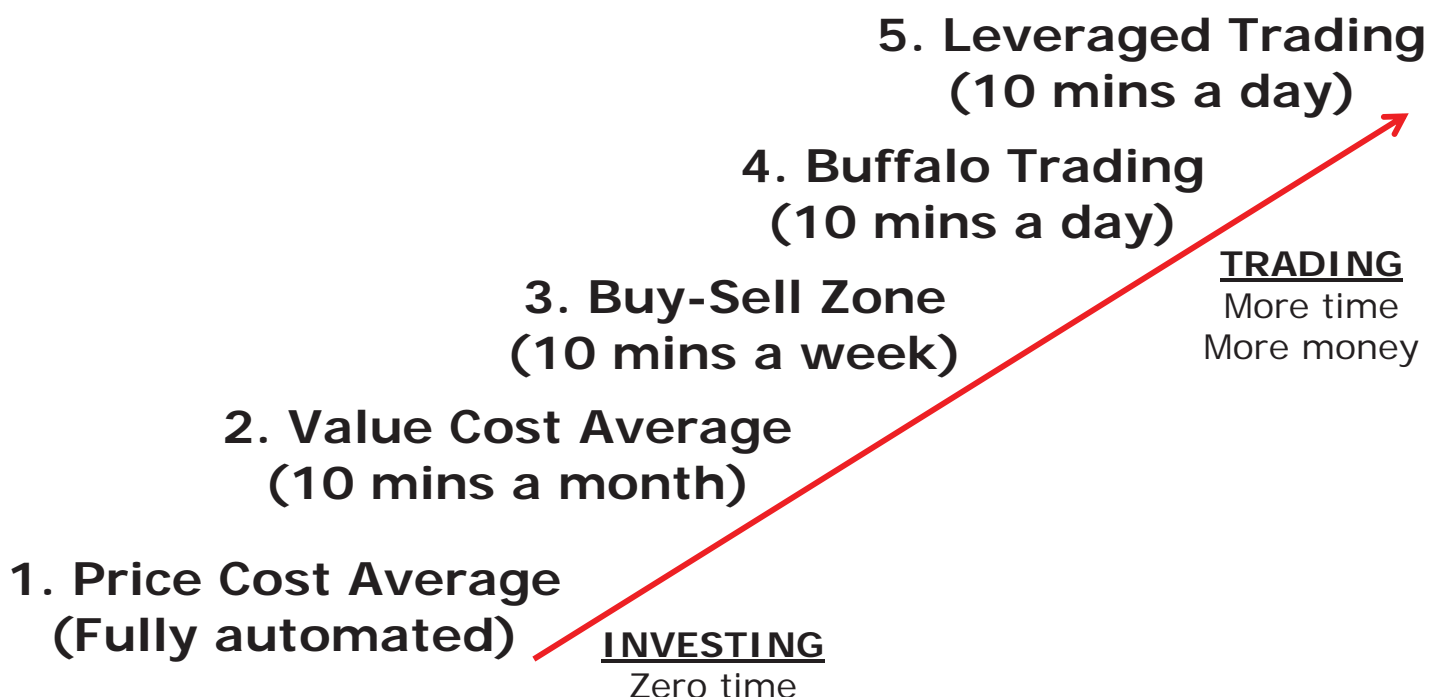 5. Leveraged Trading
(10 mins a day)
4. Buffalo Trading
(10 mins a day)
TRADING
More time
More money
3. Buy-Sell Zone
(10 mins a week)
2. Value Cost Average
(10 mins a month)
1. Price Cost Average
(Fully automated)
INVESTING
Zero time